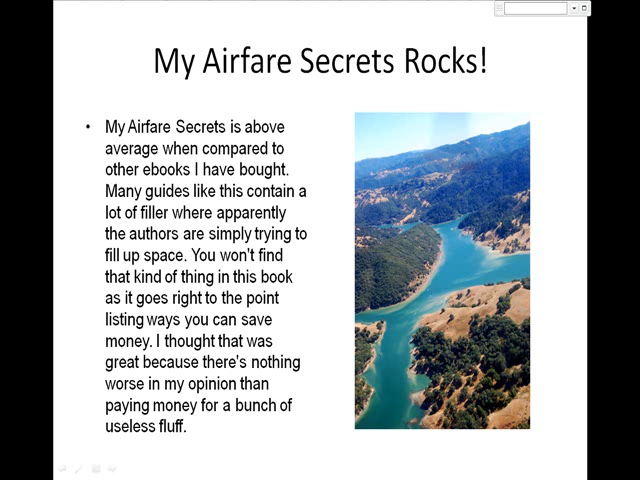 My Airfare Secrets Rocks!
• My Airfare Secrets is above
average when compared to
other ebooks I have bought.
Many guides like this contain a
lot of filler where apparently
the authors are simply trying to
fill up space. You won't find
that kind of thing in this book
as it goes right to the point
listing ways you can save
money. I thought that was
great because there's nothing
worse in my opinion than
paying money for a bunch of
useless fluff.